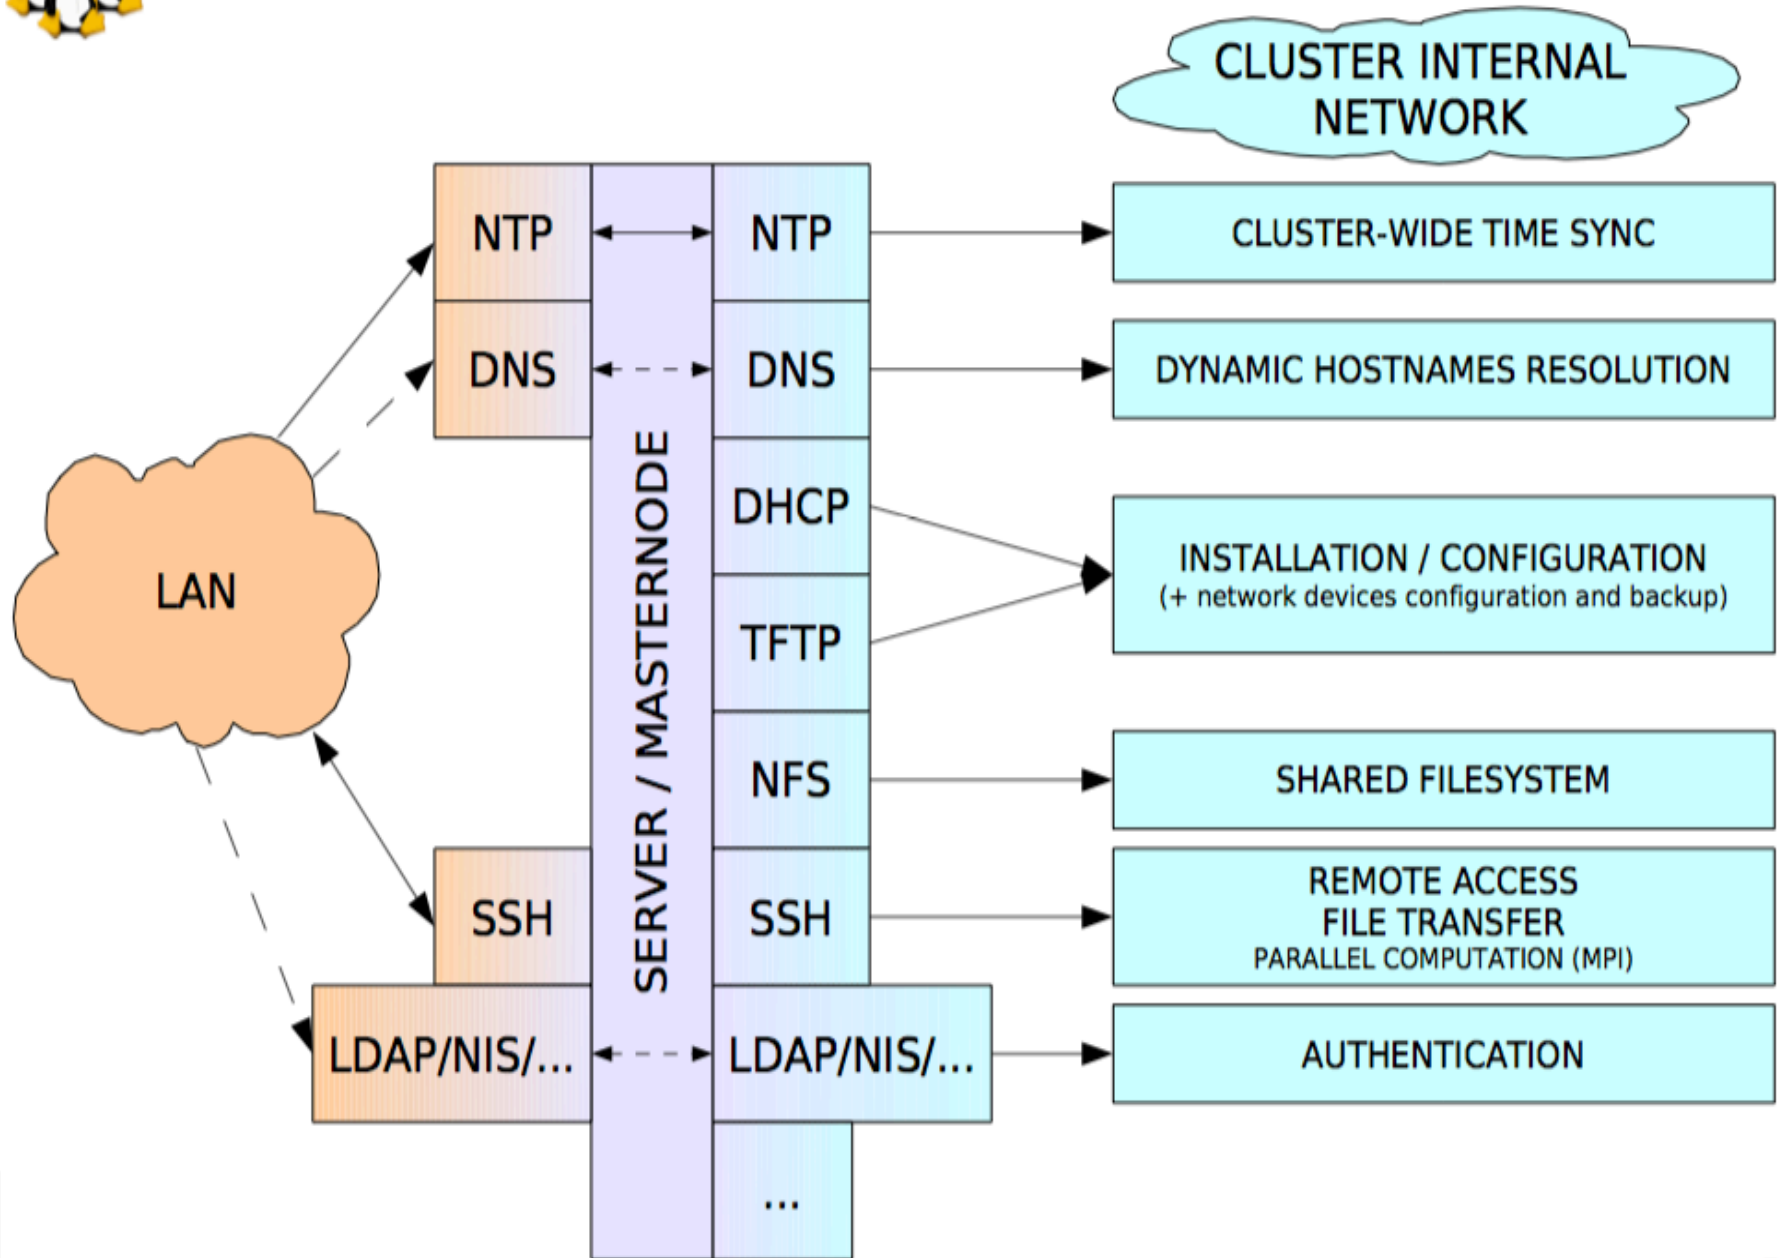 CLUSTER INTERNAL
NETWORK
NTP
NTP
CLUSTER-WIDE TIME SYNC
DNS
DNS
DYNAMIC HOSTNAMES RESOLUTION
SERVER / MASTERNODE
DHCP
INSTALLATION / CONFIGURATION
(+ network devices configuration and backup)
LAN
TFTP
NFS
SHARED FILESYSTEM
SSH
SSH
REMOTE ACCESS
FILE TRANSFER
PARALLEL COMPUTATION (MPI)
LDAP/NIS/...
LDAP/NIS/...
AUTHENTICATION
...